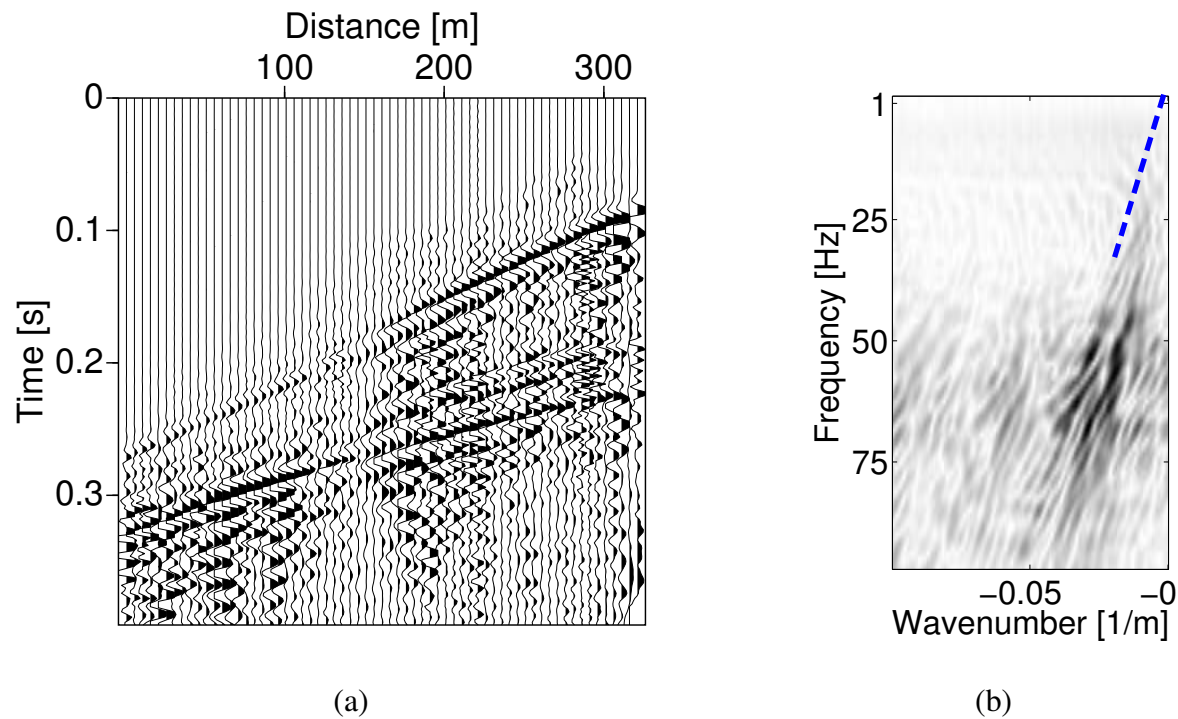 Distance [m]
100 200 300
0
0.1
0.2
0.3
Time [s]
(a)
1
25
50
75
Frequency [Hz]
−0.05 −0
Wavenumber [1/m]
(b)